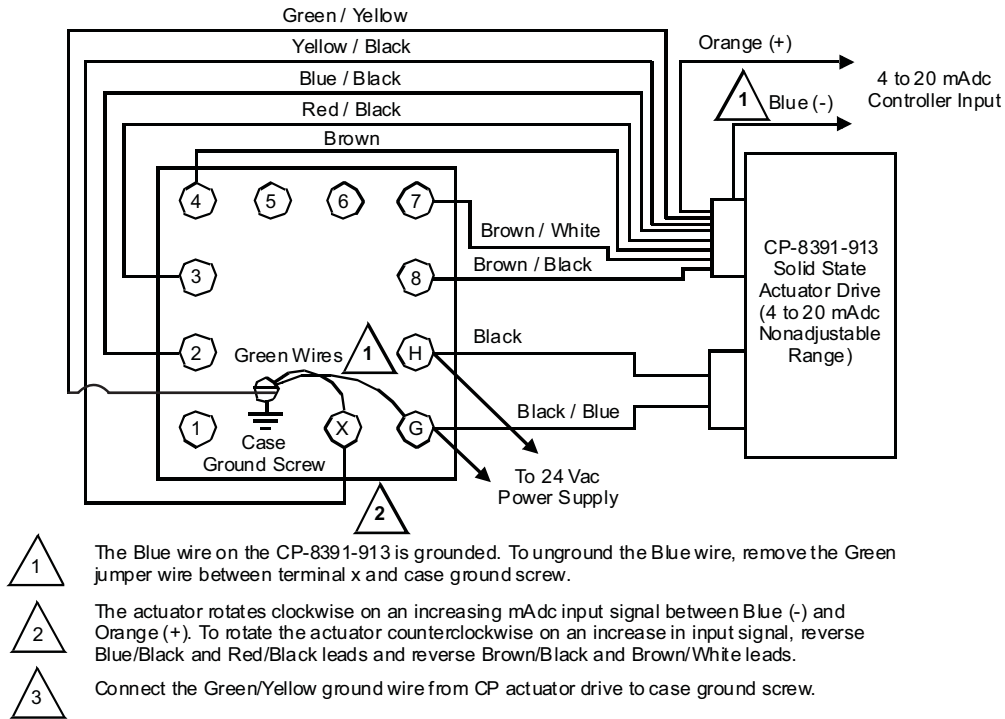 Green / Yellow
Yellow / Black
Blue / Black
Red / Black
Brown
Orange (+)
1
Blue (-)
4 to 20 mAdc
Controller Input
4
5
6
7
Brown / White
Brown / Black
3
8
CP-8391-913
Solid State
Actuator Drive
(4 to 20 mAdc
Nonadjustable
Range)
2
Green Wires
1
H
Black
1
Case
Ground Screw
X
G
Black / Blue
To 24 Vac
Power Supply
2
1
The Blue wire on the CP-8391-913 is grounded. To unground the Blue wire, remove the Green
jumper wire between terminal x and case ground screw.
2
The actuator rotates clockwise on an increasing mAdc input signal between Blue (-) and
Orange (+). To rotate the actuator counterclockwise on an increase in input signal, reverse
Blue/Black and Red/Black leads and reverse Brown/Black and Brown/White leads.
3
Connect the Green/Yellow ground wire from CP actuator drive to case ground screw.